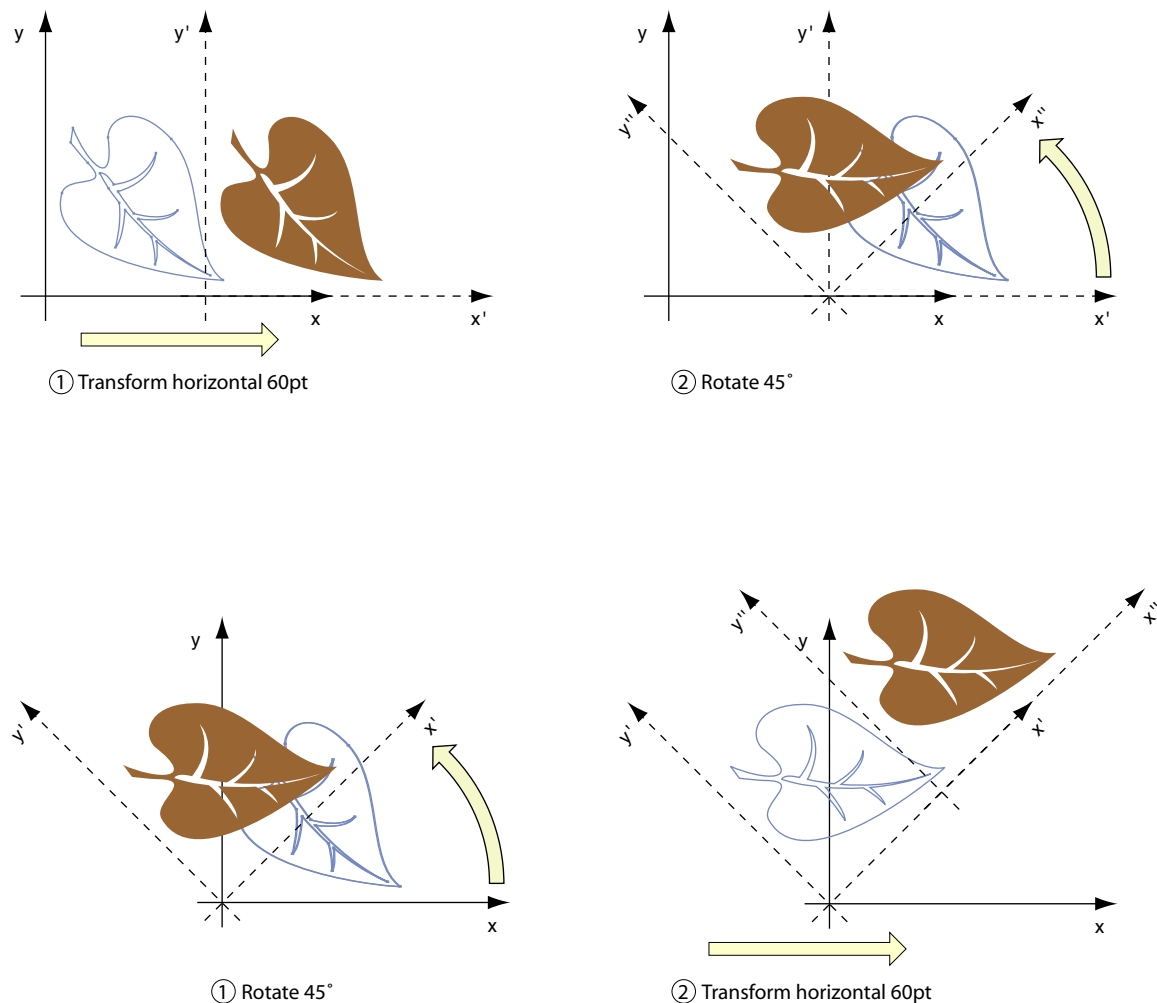 y
y'
x
x'
① Transform horizontal 60pt
y
y'
y''
x''
x
x'
② Rotate 45˚
y
y'
x'
x
① Rotate 45˚
y''
x''
y
y'
x'
x
② Transform horizontal 60pt